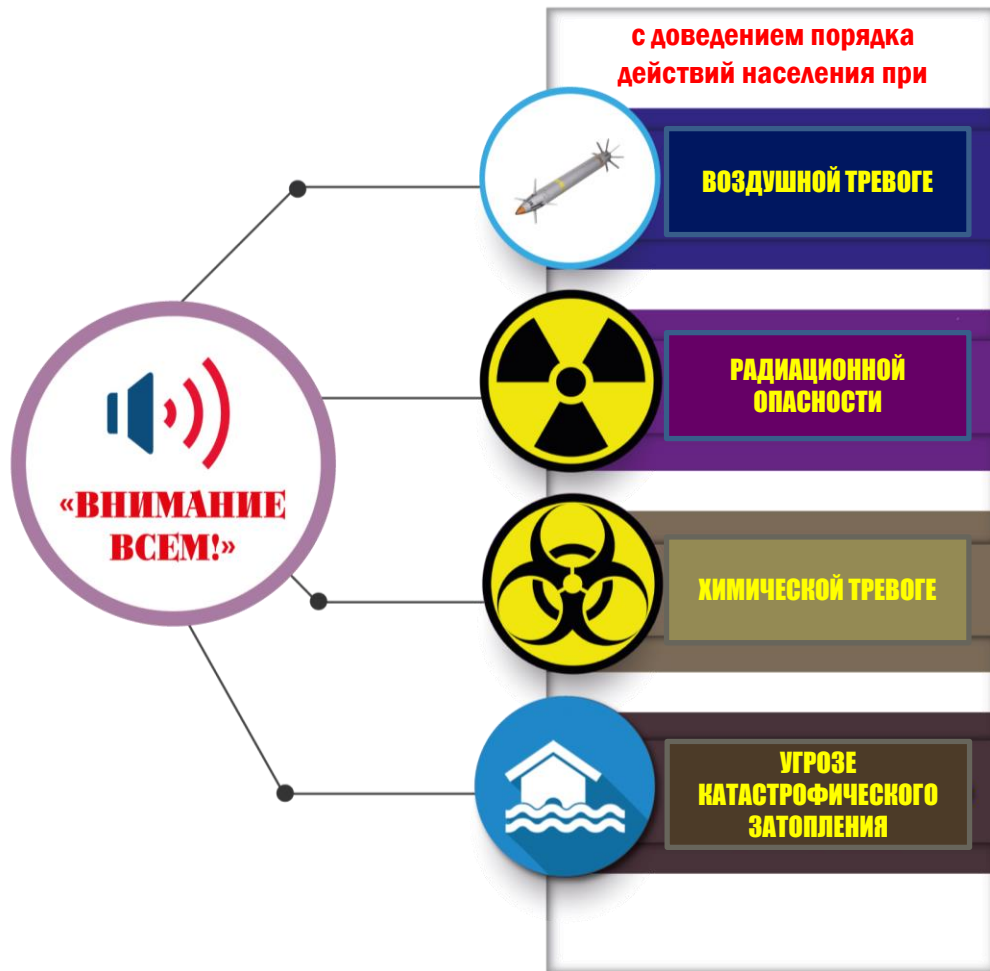 с доведением порядка
действий населения при
ВОЗДУШНОЙ ТРЕВОГЕ
РАДИАЦИОННОЙ
ОПАСНОСТИ
«ВНИМАНИЕ
ВСЕМ!»
ХИМИЧЕСКОЙ ТРЕВОГЕ
УГРОЗЕ
КАТАСТРОФИЧЕСКОГО
ЗАТОПЛЕНИЯ